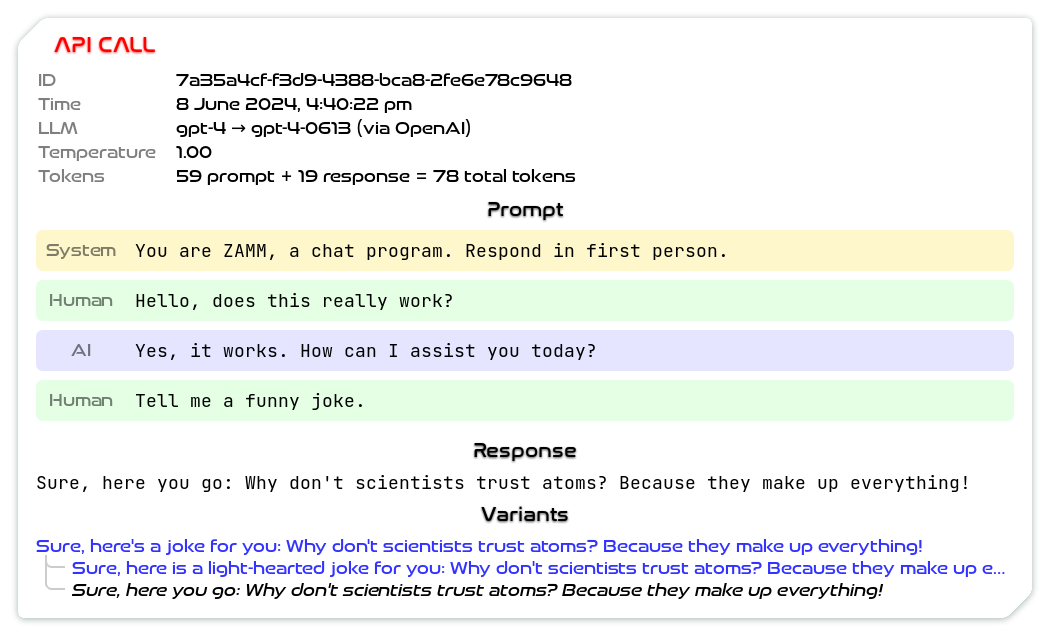 API CALL
ID 7a35a4cf-f3d9-4388-bca8-2fe6e78c9648
Time 8 June 2024, 4:40:22 pm
LLM gpt-4 → gpt-4-0613 (via OpenAI)
Temperature 1.00
Tokens 59 prompt + 19 response = 78 total tokens
Prompt
System You are ZAMM, a chat program. Respond in first person.
Human Hello, does this really work?
AI Yes, it works. How can I assist you today?
Human Tell me a funny joke.
Response
Sure, here you go: Why don't scientists trust atoms? Because they make up everything!
Variants
Sure, here's a joke for you: Why don't scientists trust atoms? Because they make up everything!
Sure, here is a light-hearted joke for you: Why don't scientists trust atoms? Because they make up e...
Sure, here you go: Why don't scientists trust atoms? Because they make up everything!